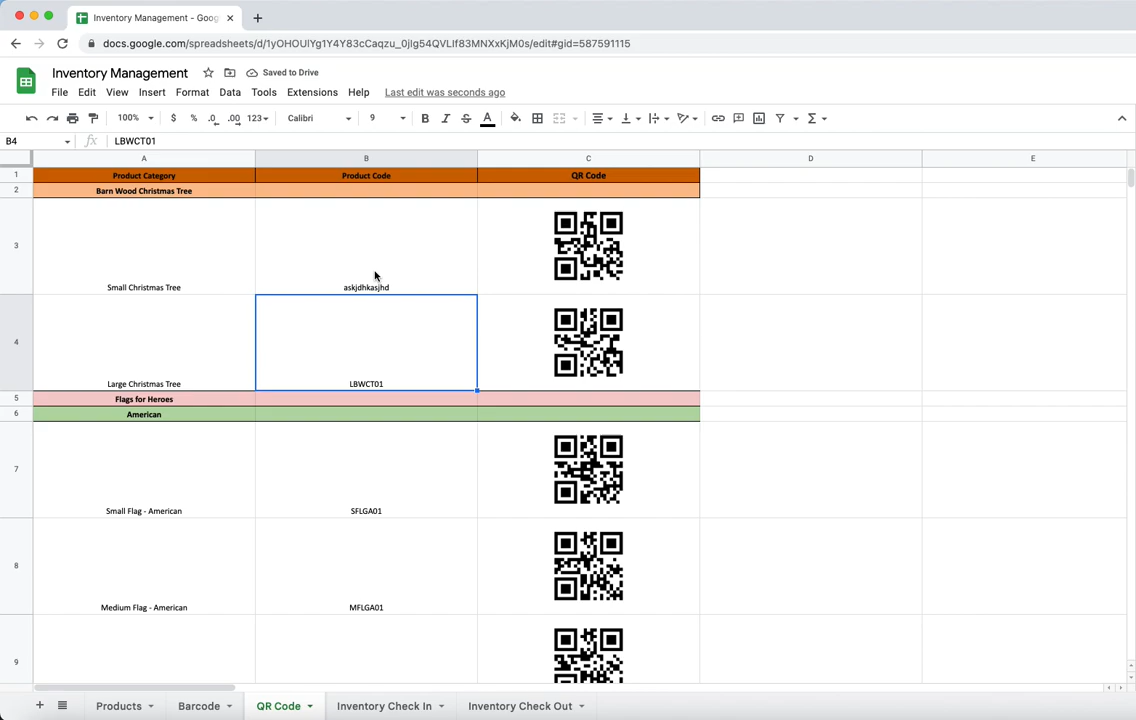 Inventory Management - Goog
docs.google.com/spreadsheets/d/1yOHOUlYg1Y4Y83cCaqzu_0jIg54QVLIf83MNXxKjM0s/edit#gid=587591115
Inventory Management
Saved to Drive
File Edit View Insert Format Data Tools Extensions Help Last edit was seconds ago
100% $ % .0 .00 123 Calibri 9 B I S A
B4 fx LBWCT01
A B C D E
1 Product Category Product Code QR Code
2 Barn Wood Christmas Tree
3 Small Christmas Tree askjdhkasjhd
4 Large Christmas Tree LBWCT01
5 Flags for Heroes
6 American
7 Small Flag - American SFLGA01
8 Medium Flag - American MFLGA01
9
Products Barcode QR Code Inventory Check In Inventory Check Out